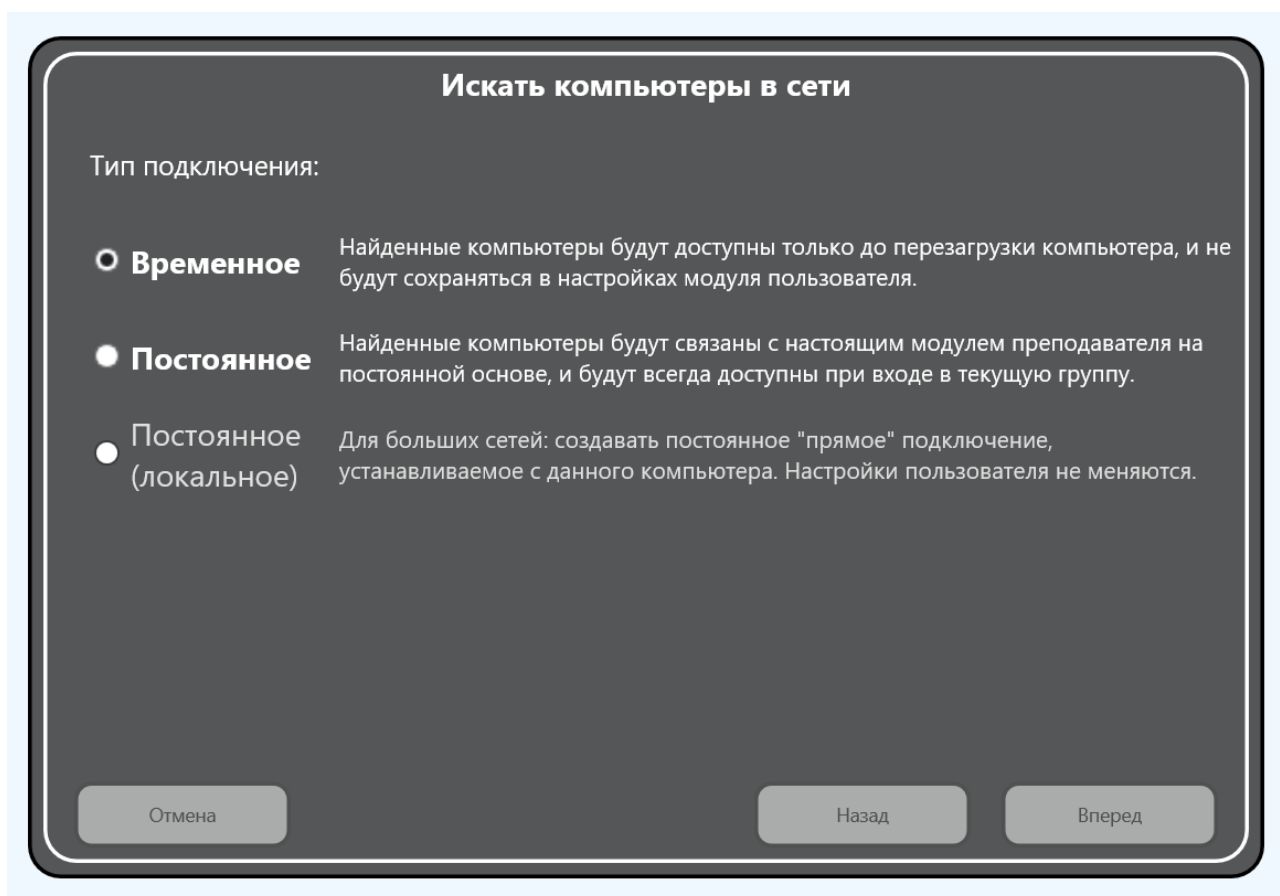 Искать компьютеры в сети
Тип подключения:
Временное
Найденные компьютеры будут доступны только до перезагрузки компьютера, и не
будут сохраняться в настройках модуля пользователя.
Постоянное
Найденные компьютеры будут связаны с настоящим модулем преподавателя на
постоянной основе, и будут всегда доступны при входе в текущую группу.
Постоянное
(локальное)
Для больших сетей: создавать постоянное "прямое" подключение,
устанавливаемое с данного компьютера. Настройки пользователя не меняются.
Отмена
Назад
Вперед